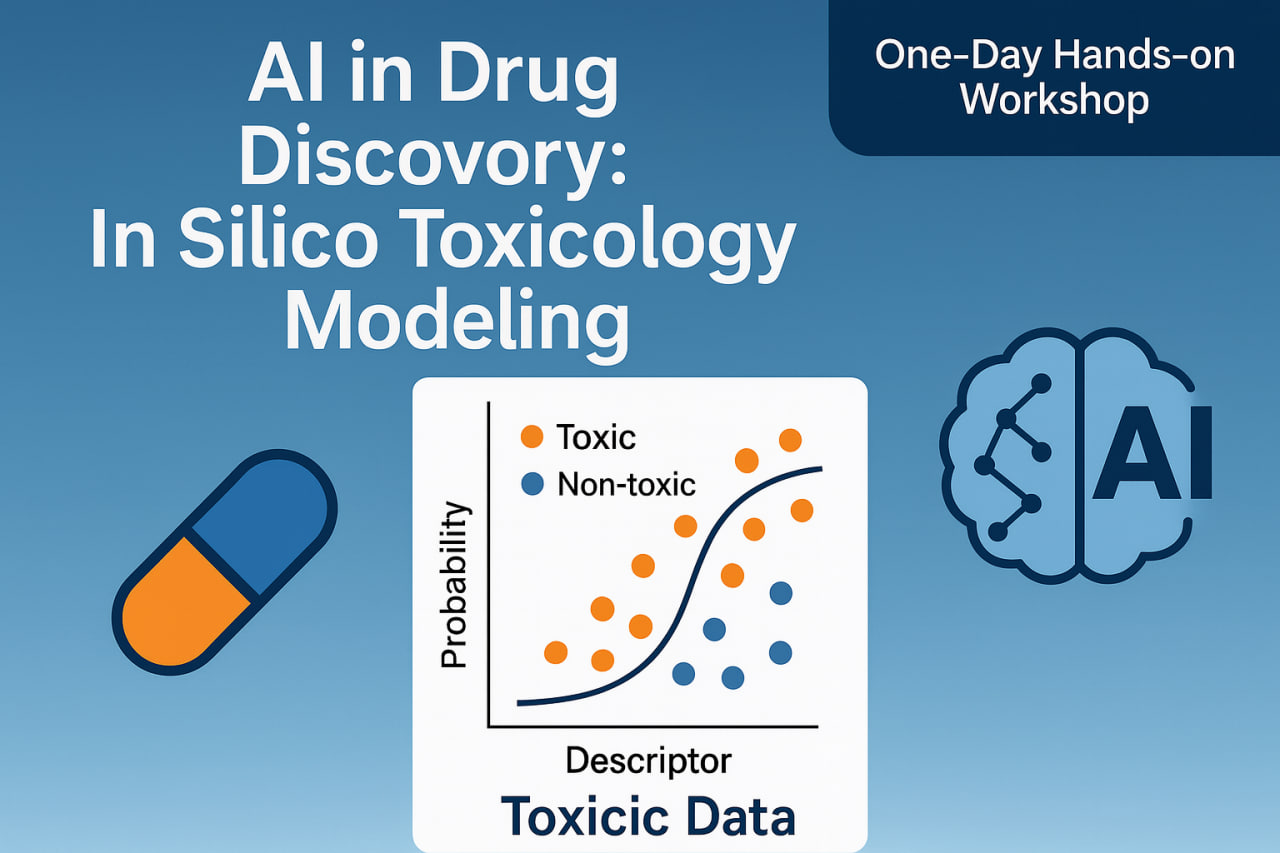 AI in Drug
Discovory:
In Silico Toxicology
Modeling
One-Day Hands-on
Workshop
Toxic
Non-toxic
Probability
Descriptor
Toxicic Data
AI